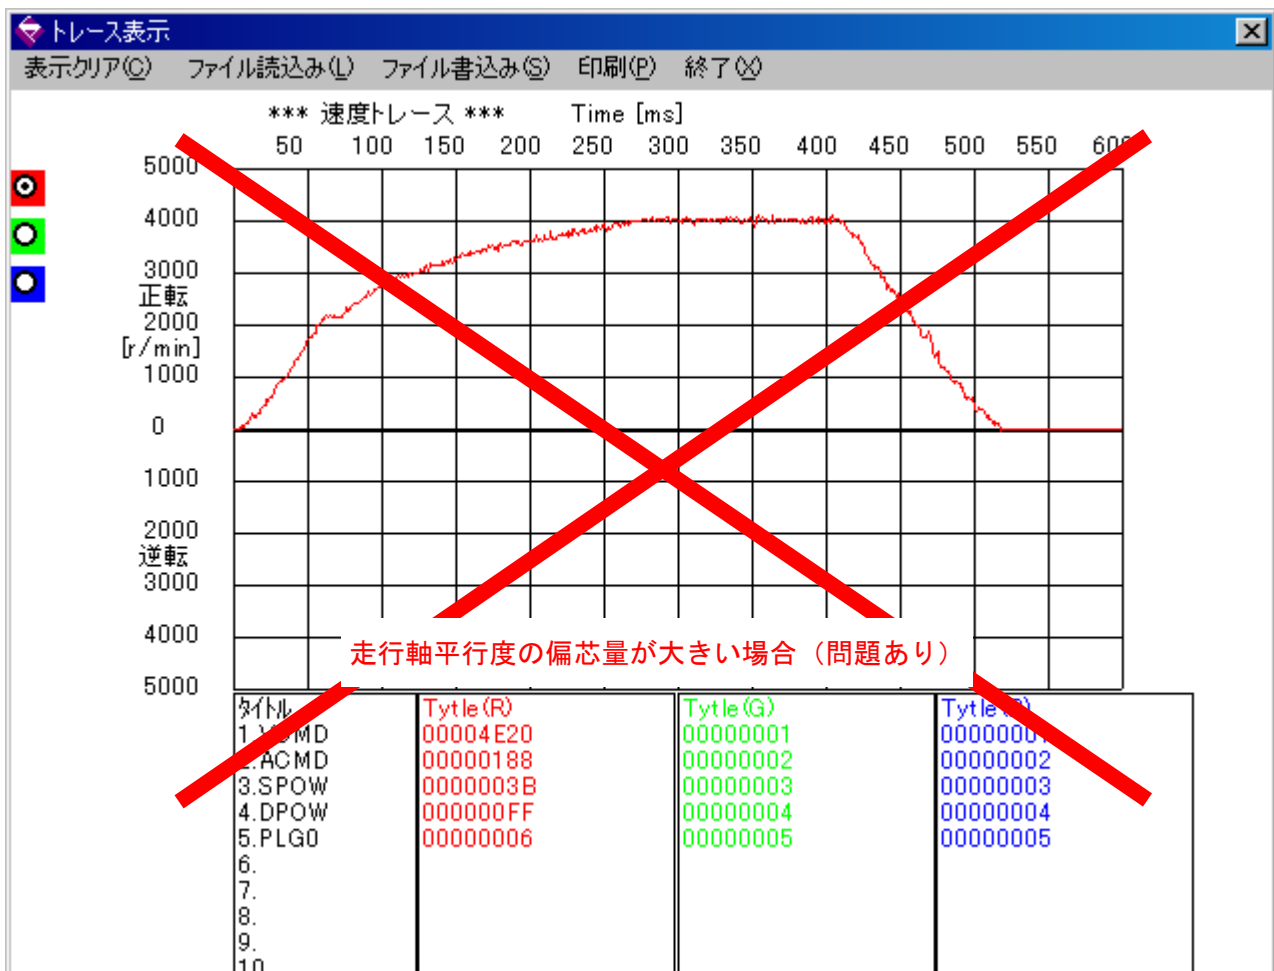 トレース表示
表示クリア(C) ファイル読込み(L) ファイル書込み(S) 印刷(P) 終了(X)
*** 速度トレース *** Time [ms]
50 100 150 200 250 300 350 400 450 500 550 600
5000
4000
3000
正転
2000
[r/min]
1000
0
1000
2000
逆転
3000
4000
5000
走行軸平行度の偏芯量が大きい場合（問題あり）
タイトル Tytle(R) Tytle(G) Tytle
00004E20 00000001 00000001
2.ACMD 00000188 00000002 00000002
3.SPOW 0000003B 00000003 00000003
4.DPOW 000000FF 00000004 00000004
5.PLG0 00000006 00000005 00000005
6.
7.
8.
9.
10